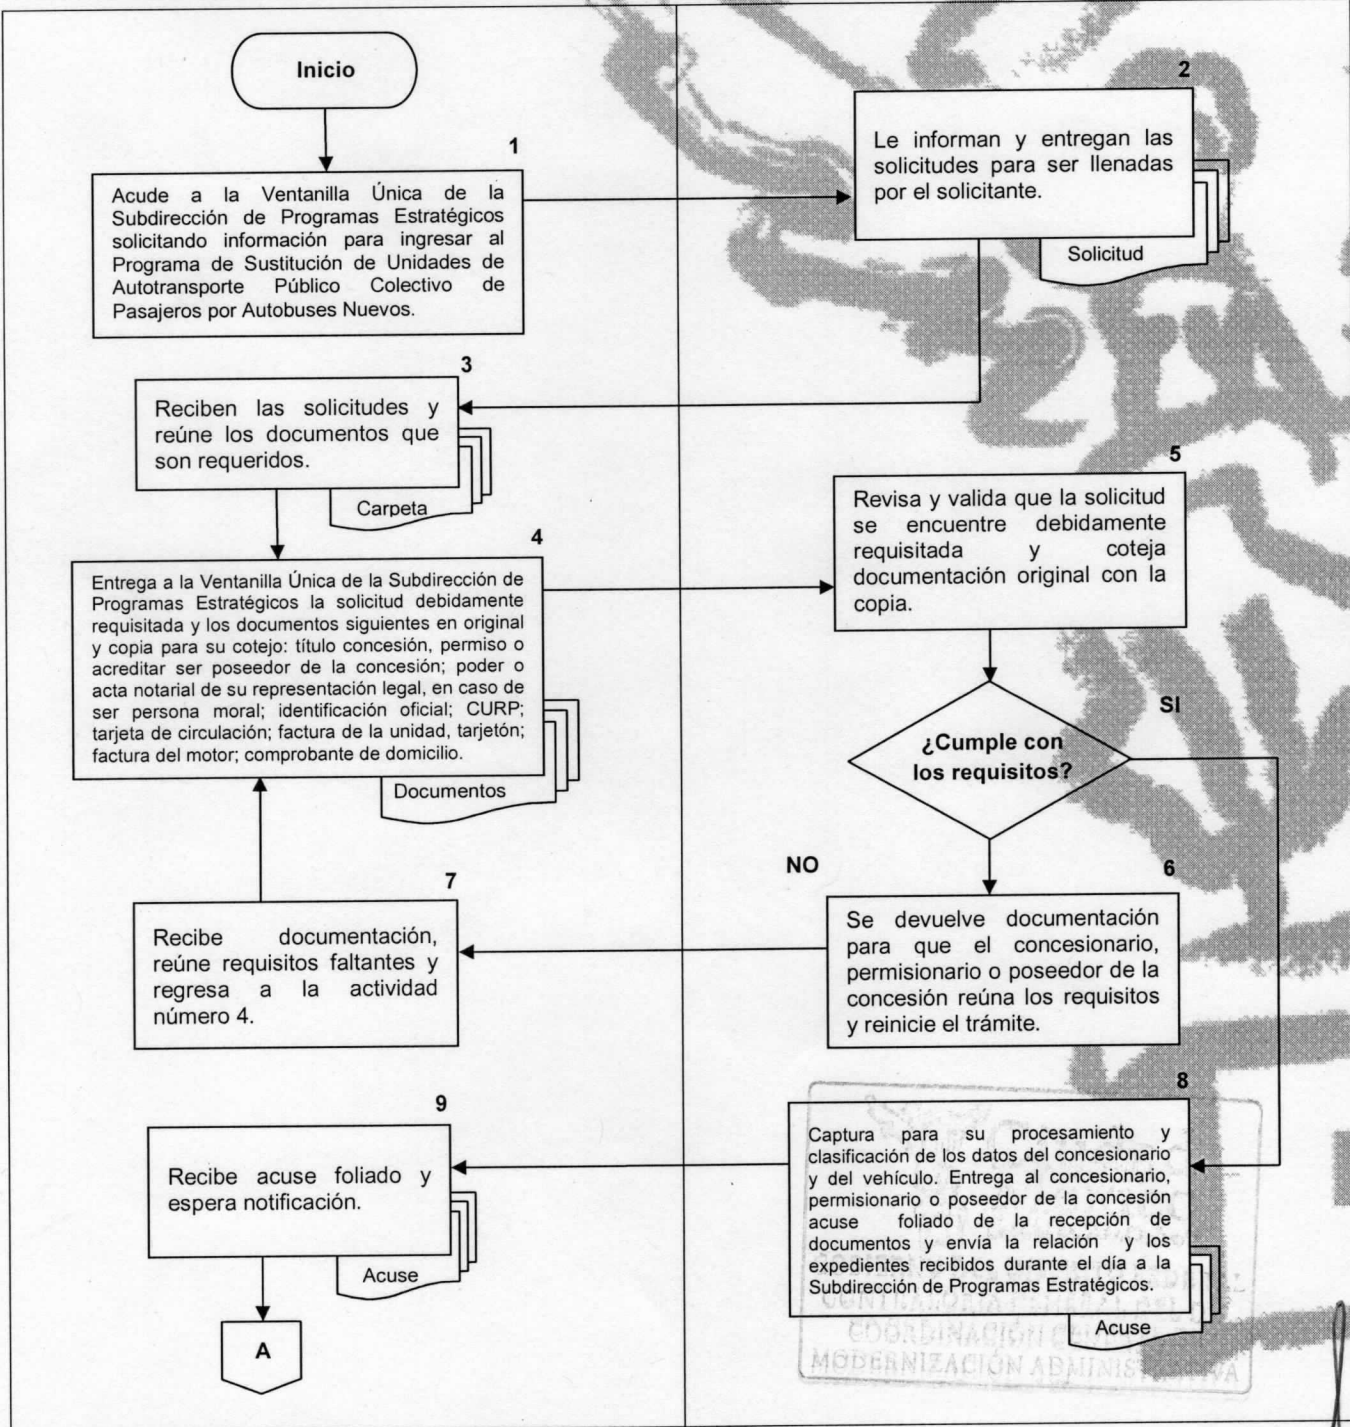 Inicio
1
Acude a la Ventanilla Única de la
Subdirección de Programas Estratégicos
solicitando información para ingresar al
Programa de Sustitución de Unidades de
Autotransporte Público Colectivo de
Pasajeros por Autobuses Nuevos.
2
Le informan y entregan las
solicitudes para ser llenadas
por el solicitante.
Solicitud
3
Reciben las solicitudes y
reúne los documentos que
son requeridos.
Carpeta
4
Entrega a la Ventanilla Única de la Subdirección de
Programas Estratégicos la solicitud debidamente
requisitada y los documentos siguientes en original
y copia para su cotejo: título concesión, permiso o
acreditar ser poseedor de la concesión; poder o
acta notarial de su representación legal, en caso de
ser persona moral; identificación oficial; CURP;
tarjeta de circulación; factura de la unidad, tarjetón;
factura del motor; comprobante de domicilio.
Documentos
5
Revisa y valida que la solicitud
se encuentre debidamente
requisitada y coteja
documentación original con la
copia.
¿Cumple con
los requisitos?
SI
NO
6
Se devuelve documentación
para que el concesionario,
permisionario o poseedor de la
concesión reúna los requisitos
y reinicie el trámite.
7
Recibe documentación,
reúne requisitos faltantes y
regresa a la actividad
número 4.
8
Captura para su procesamiento y
clasificación de los datos del concesionario
y del vehículo. Entrega al concesionario,
permisionario o poseedor de la concesión
acuse foliado de la recepción de
documentos y envía la relación y los
expedientes recibidos durante el día a la
Subdirección de Programas Estratégicos.
Acuse
9
Recibe acuse foliado y
espera notificación.
Acuse
A
COORDINACIÓN
MODERNIZACIÓN ADMINISTRATIVA